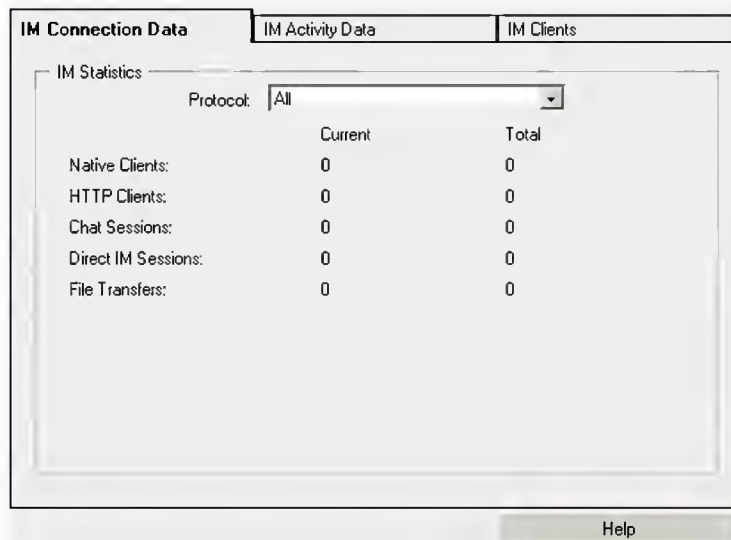 IM Connection Data IM Activity Data IM Clients
IM Statistics
Protocol: All
Current Total
Native Clients: 0 0
HTTP Clients: 0 0
Chat Sessions: 0 0
Direct IM Sessions: 0 0
File Transfers: 0 0
Help